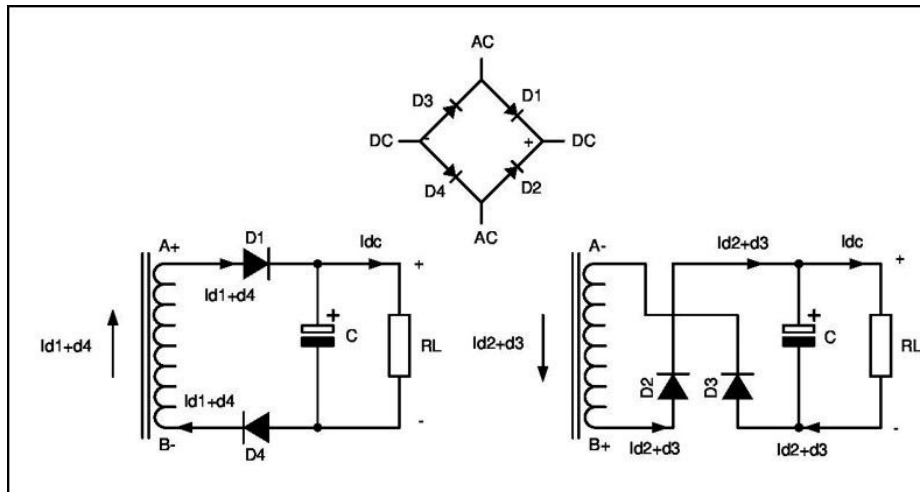 AC
D3
D1
DC
-
+
DC
D4
D2
AC
A+
D1
Idc
+
Id1+d4
+
C
RL
Id1+d4
Id1+d4
B-
D4
-
A-
Id2+d3
Idc
+
+
C
RL
Id2+d3
D2
D3
B+
Id2+d3
Id2+d3
-